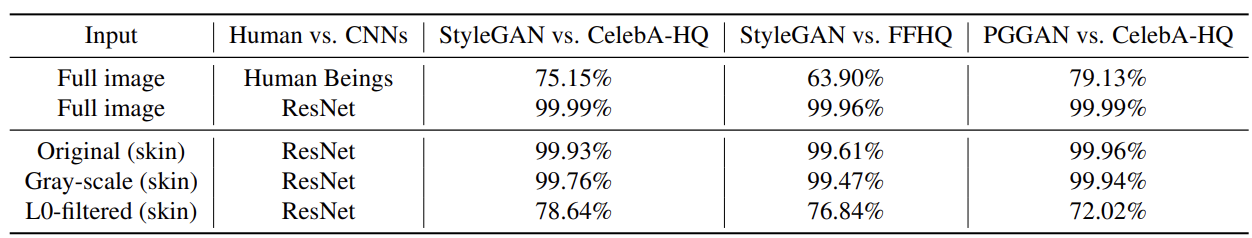 Input Human vs. CNNs StyleGAN vs. CelebA-HQ StyleGAN vs. FFHQ PGGAN vs. CelebA-HQ
Full image Human Beings 75.15% 63.90% 79.13%
Full image ResNet 99.99% 99.96% 99.99%
Original (skin) ResNet 99.93% 99.61% 99.96%
Gray-scale (skin) ResNet 99.76% 99.47% 99.94%
L0-filtered (skin) ResNet 78.64% 76.84% 72.02%